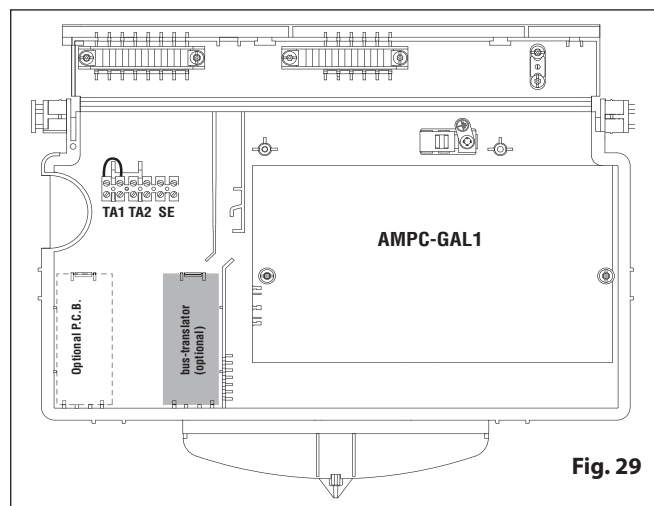 TA1 TA2 SE
AMPC-GAL1
Optional P.C.B.
bus-translator
(optional)
Fig. 29